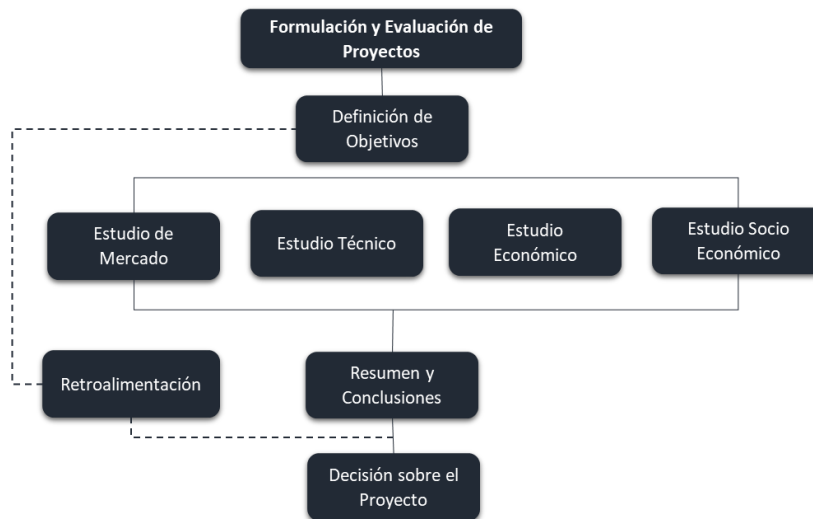 Formulación y Evaluación de
Proyectos
Definición de
Objetivos
Estudio de
Mercado
Estudio Técnico
Estudio
Económico
Estudio Socio
Económico
Retroalimentación
Resumen y
Conclusiones
Decisión sobre el
Proyecto